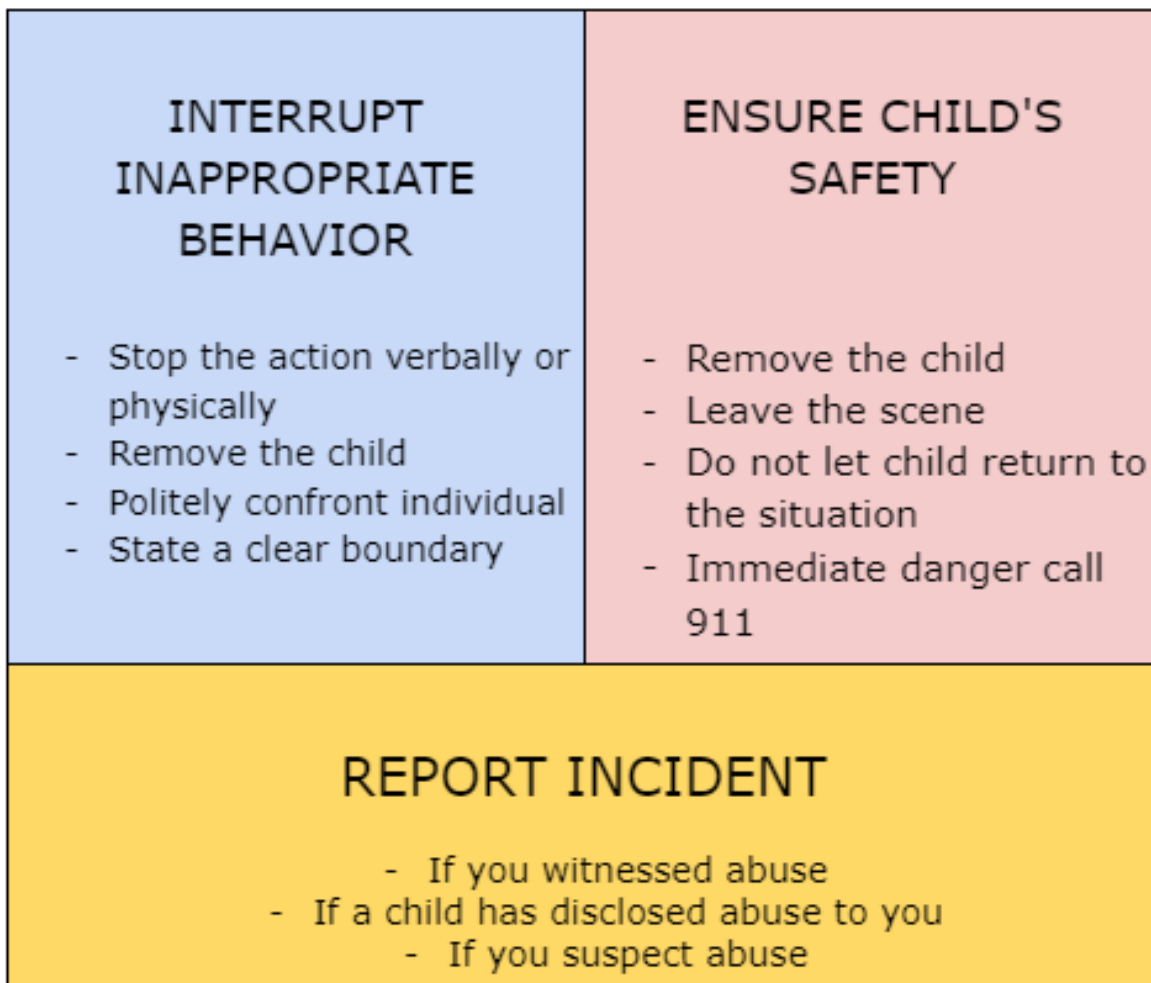 INTERRUPT
INAPPROPRIATE
BEHAVIOR
- Stop the action verbally or
physically
- Remove the child
- Politely confront individual
- State a clear boundary
ENSURE CHILD'S
SAFETY
- Remove the child
- Leave the scene
- Do not let child return to
the situation
- Immediate danger call
911
REPORT INCIDENT
- If you witnessed abuse
- If a child has disclosed abuse to you
- If you suspect abuse